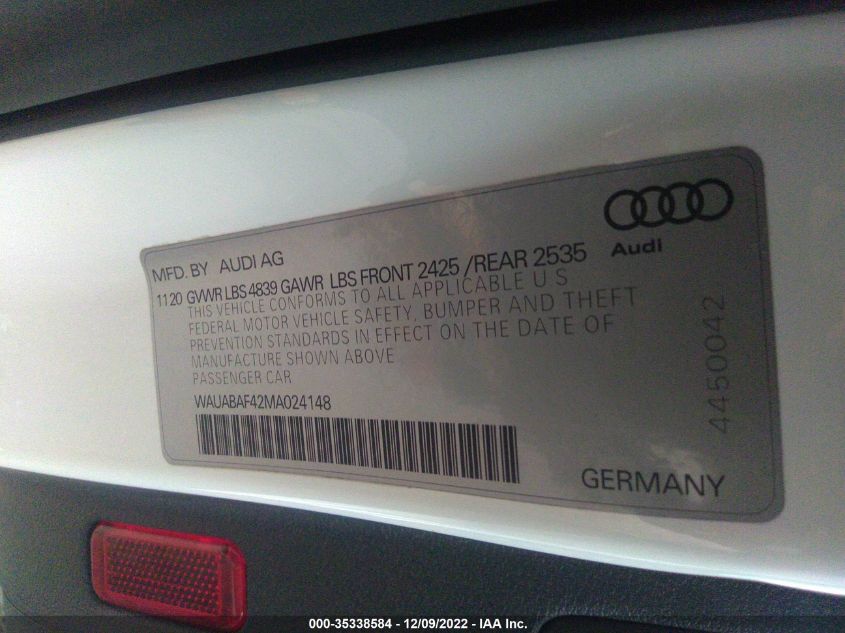 MFD. BY AUDI AG
1120 GVWR LBS 4839 GAWR LBS FRONT 2425 /REAR 2535
THIS VEHICLE CONFORMS TO ALL APPLICABLE U S
FEDERAL MOTOR VEHICLE SAFETY, BUMPER AND THEFT
PREVENTION STANDARDS IN EFFECT ON THE DATE OF
MANUFACTURE SHOWN ABOVE
PASSENGER CAR
WAUABAF42MA024148
Audi
4450042
GERMANY
000-35338584 - 12/09/2022 - IAA Inc.